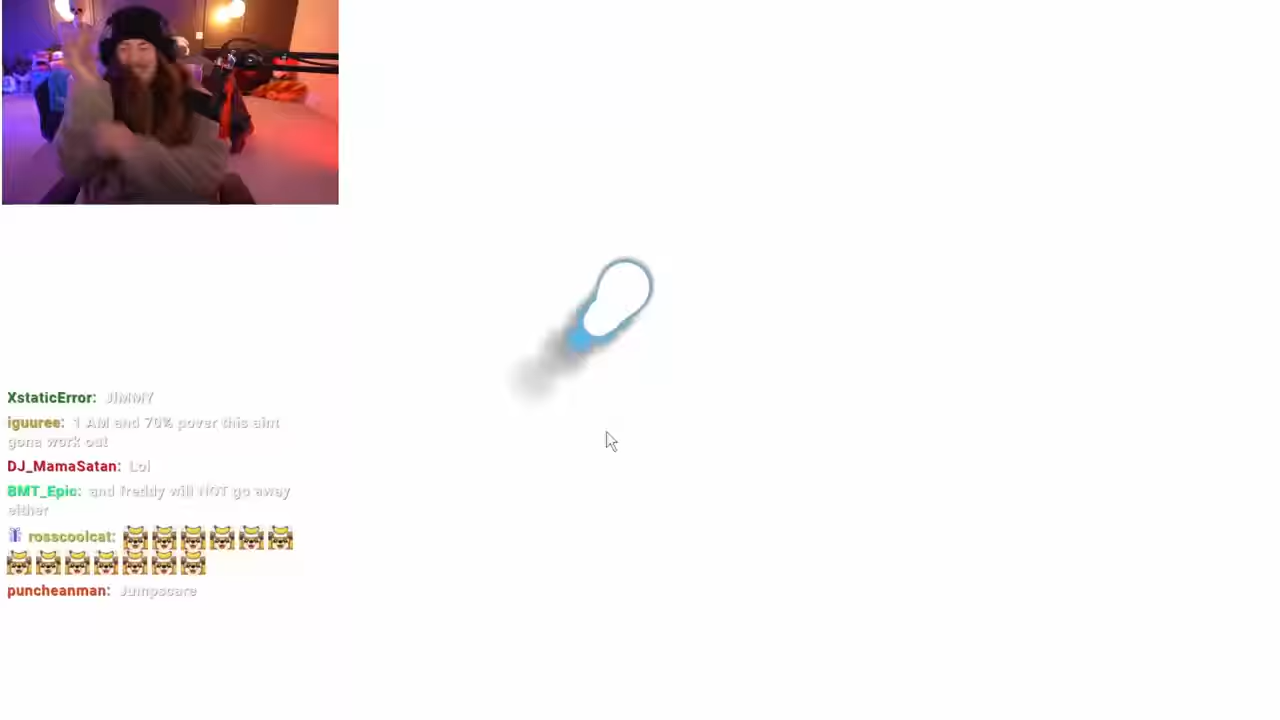 XstaticError: JIMMY
iguuree: 1 AM and 70% pover this aint
gona work out
DJ_MamaSatan: Lol
BMT_Epic: and freddy will NOT go away
either
rosscoolcat:
puncheanman: Jumpscare